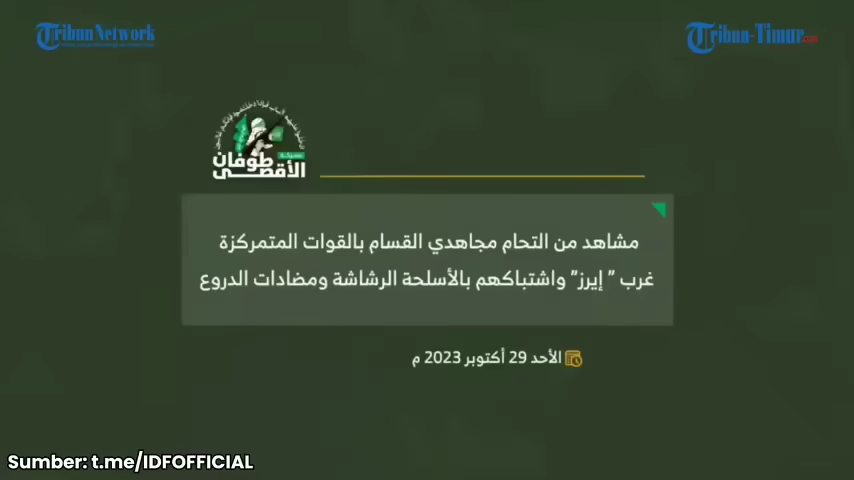 Tribun Network
Tribun-Timur.com
معركة
طوفان
الأقصى
مشاهد من التحام مجاهدي القسام بالقوات المتمركزة
غرب " إيرز" واشتباكهم بالأسلحة الرشاشة ومضادات الدروع
الأحد 29 أكتوبر 2023 م
Sumber: t.me/IDFOFFICIAL